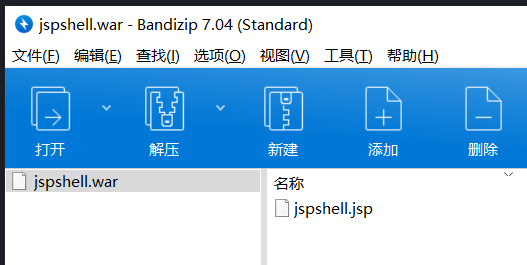 jspshell.war - Bandizip 7.04 (Standard)
文件(F) 编辑(E) 查找(I) 选项(O) 视图(V) 工具(T) 帮助(H)
打开 解压 新建 添加 删除
jspshell.war 名称
jspshell.jsp